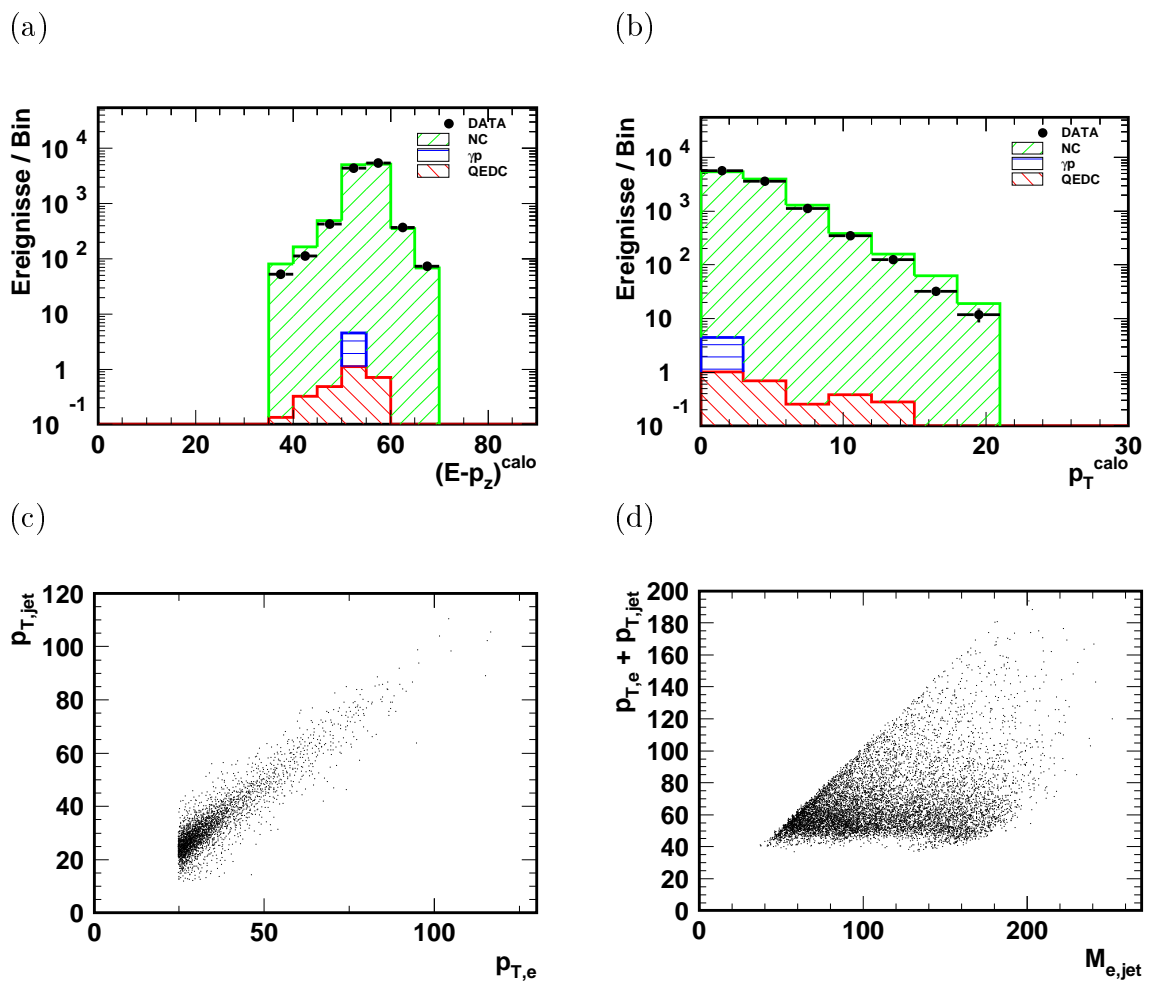 (a)
Ereignisse / Bin
10 4
10 3
10 2
10
1
10 -1
DATA
NC
γp
QEDC
0 20 40 60 80
(E-p_z)^calo
(b)
Ereignisse / Bin
10 4
10 3
10 2
10
1
10 -1
DATA
NC
γp
QEDC
0 10 20 30
p_T^calo
(c)
p_T,jet
120
100
80
60
40
20
0
0 50 100
p_T,e
(d)
p_T,e + p_T,jet
200
180
160
140
120
100
80
60
40
20
0
0 100 200
M_e,jet